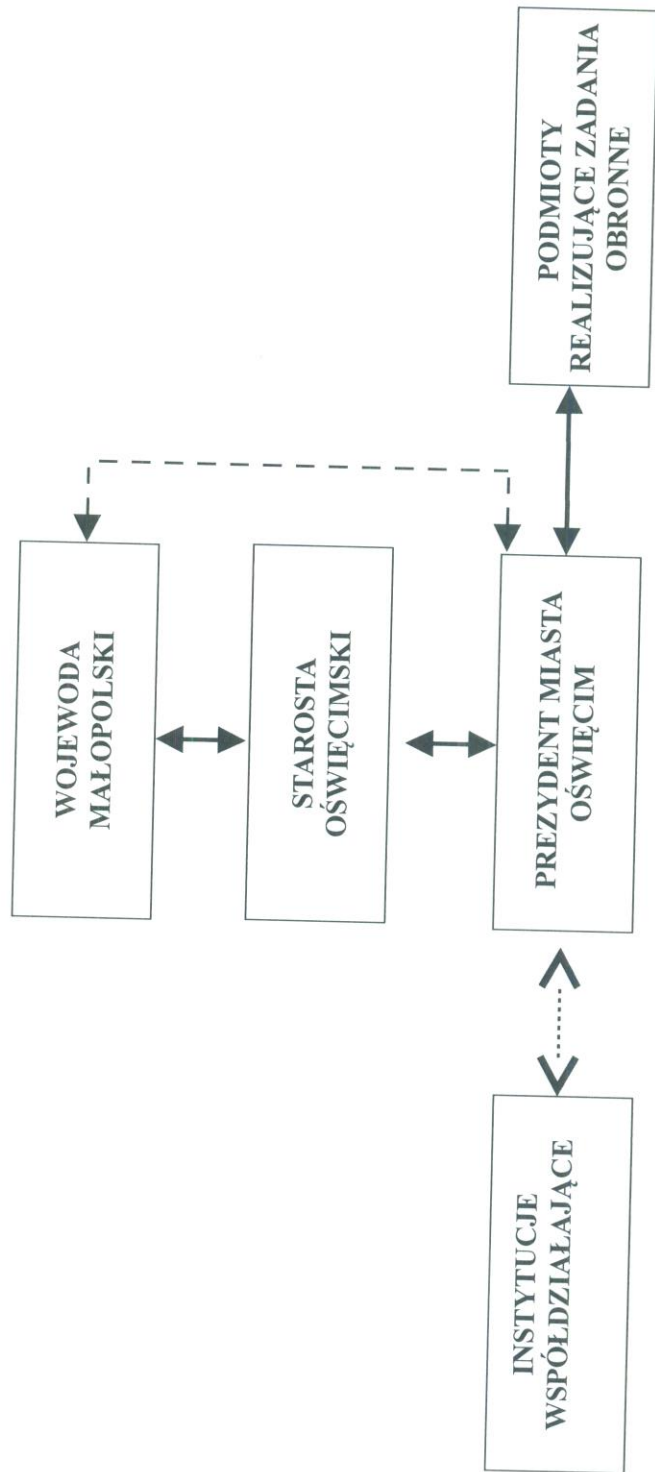 WOJEWODA
MAŁOPOLSKI
STAROSTA
OŚWIĘCIMSKI
INSTYTUCJE
WSPÓŁDZIAŁAJĄCE
PREZYDENT MIASTA
OŚWIĘCIM
PODMIOTY
REALIZUJĄCE ZADANIA
OBRONNE